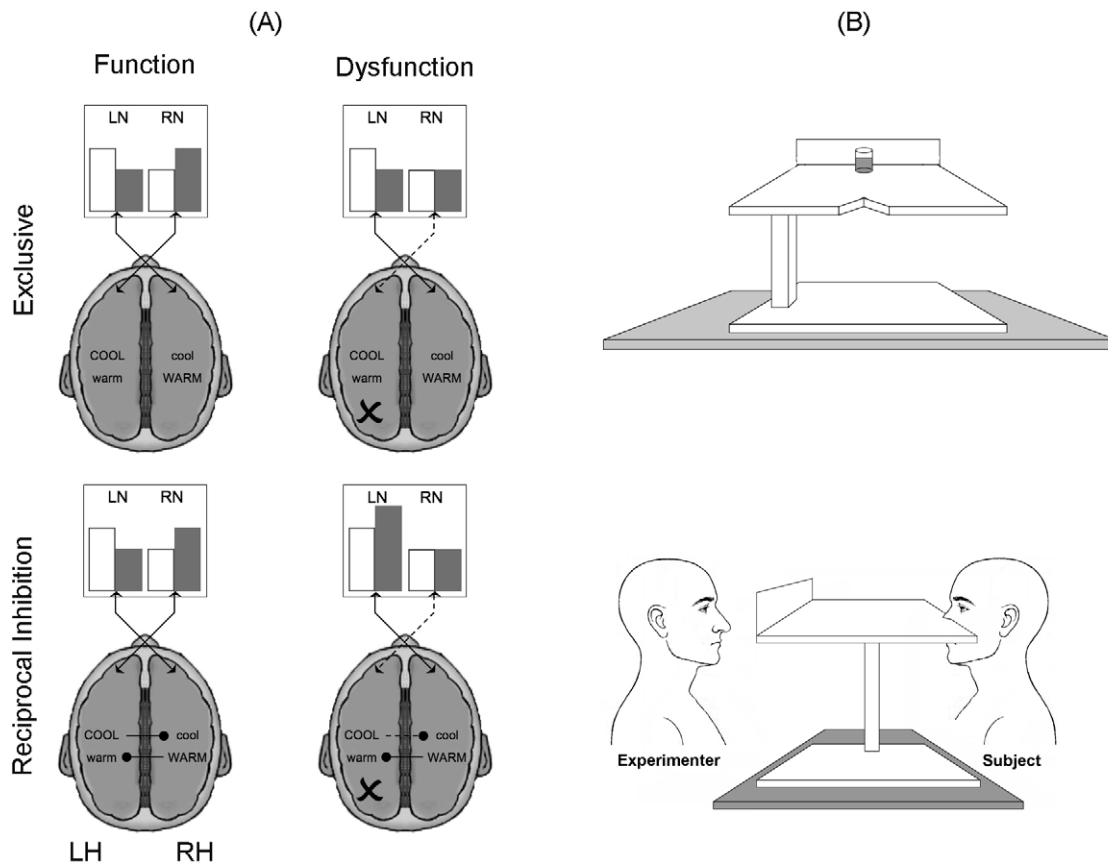 (A)
(B)
Function
Dysfunction
LN RN
LN RN
Exclusive
COOL cool
warm WARM
COOL cool
warm WARM
LN RN
LN RN
Reciprocal Inhibition
COOL cool
warm WARM
COOL cool
warm WARM
LH RH
Experimenter
Subject